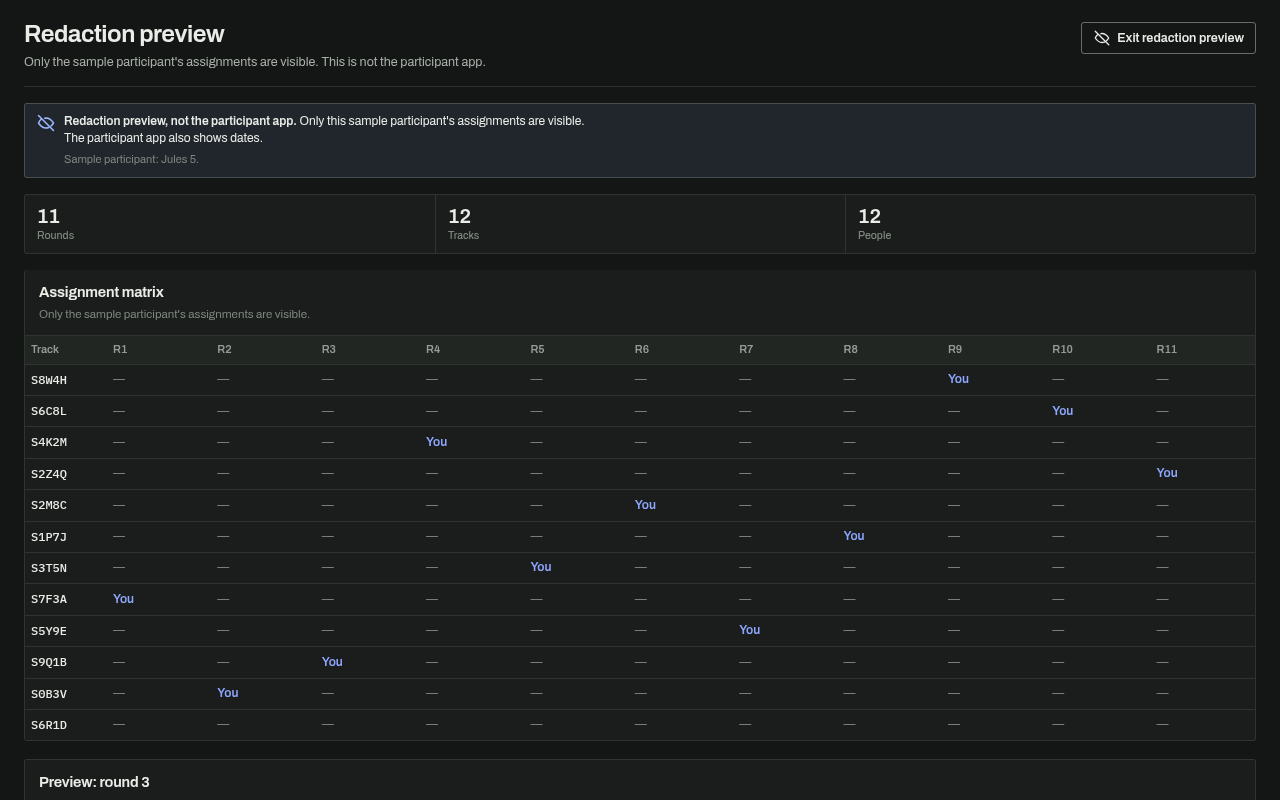 Redaction preview
Exit redaction preview
Only the sample participant's assignments are visible. This is not the participant app.
Redaction preview, not the participant app. Only this sample participant's assignments are visible.
The participant app also shows dates.
Sample participant: Jules 5.
11
Rounds
12
Tracks
12
People
Assignment matrix
Only the sample participant's assignments are visible.
Track R1 R2 R3 R4 R5 R6 R7 R8 R9 R10 R11
S8W4H — — — — — — — — You — —
S6C8L — — — — — — — — — You —
S4K2M — — — You — — — — — — —
S2Z4Q — — — — — — — — — — You
S2M8C — — — — — You — — — — —
S1P7J — — — — — — — You — — —
S3T5N — — — — You — — — — — —
S7F3A You — — — — — — — — — —
S5Y9E — — — — — — You — — — —
S9Q1B — — You — — — — — — — —
S0B3V — You — — — — — — — — —
S6R1D — — — — — — — — — — —
Preview: round 3